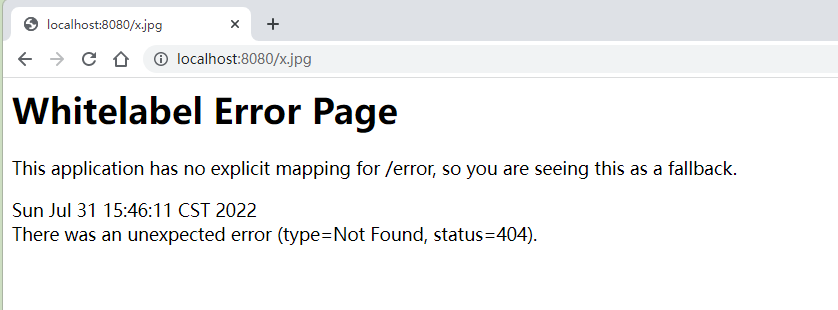 localhost:8080/x.jpg
localhost:8080/x.jpg
Whitelabel Error Page
This application has no explicit mapping for /error, so you are seeing this as a fallback.
Sun Jul 31 15:46:11 CST 2022
There was an unexpected error (type=Not Found, status=404).